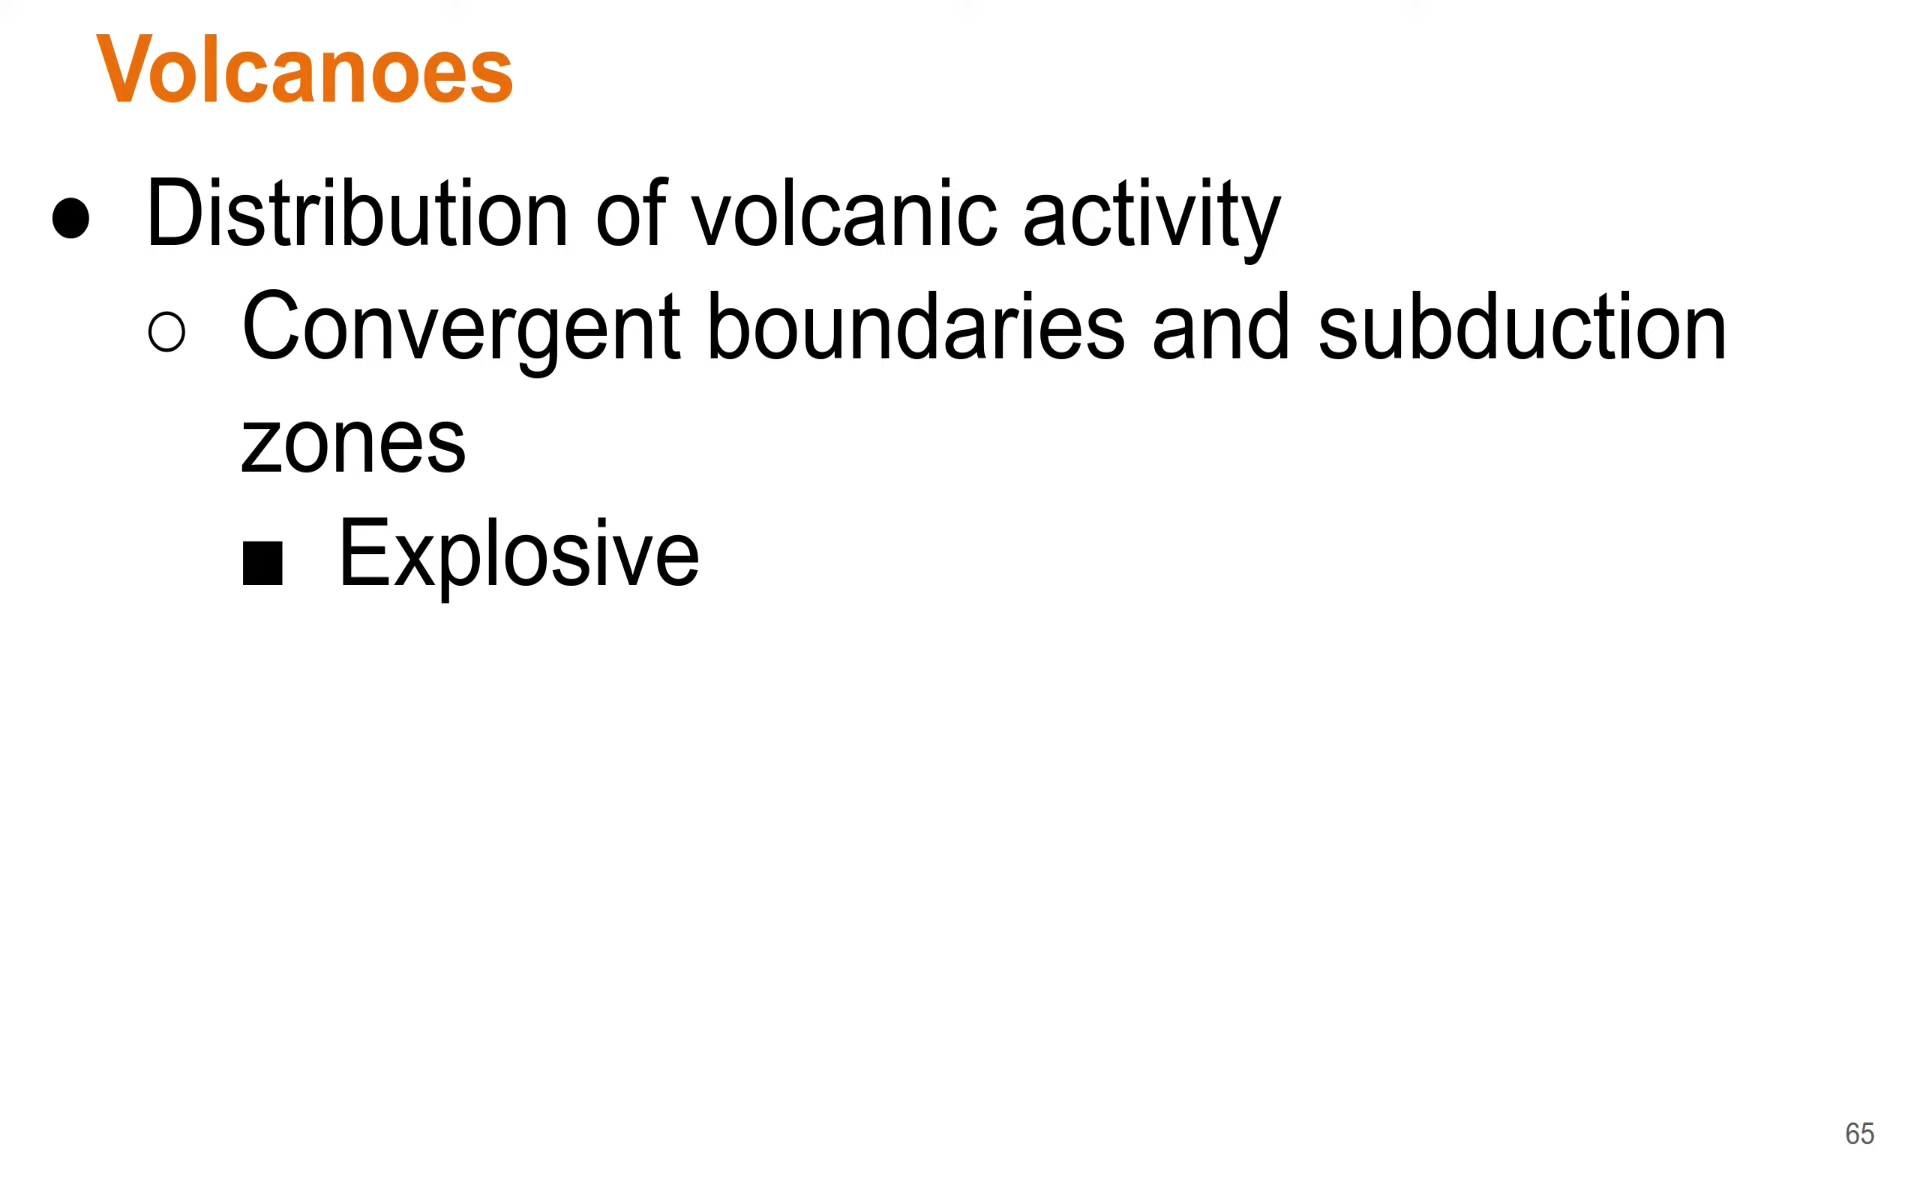 Volcanoes
● Distribution of volcanic activity
○ Convergent boundaries and subduction
zones
■ Explosive
65